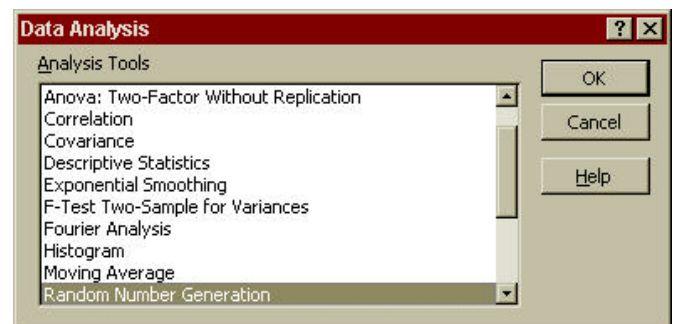 Data Analysis
Analysis Tools
Anova: Two-Factor Without Replication
Correlation
Covariance
Descriptive Statistics
Exponential Smoothing
F-Test Two-Sample for Variances
Fourier Analysis
Histogram
Moving Average
Random Number Generation
OK
Cancel
Help